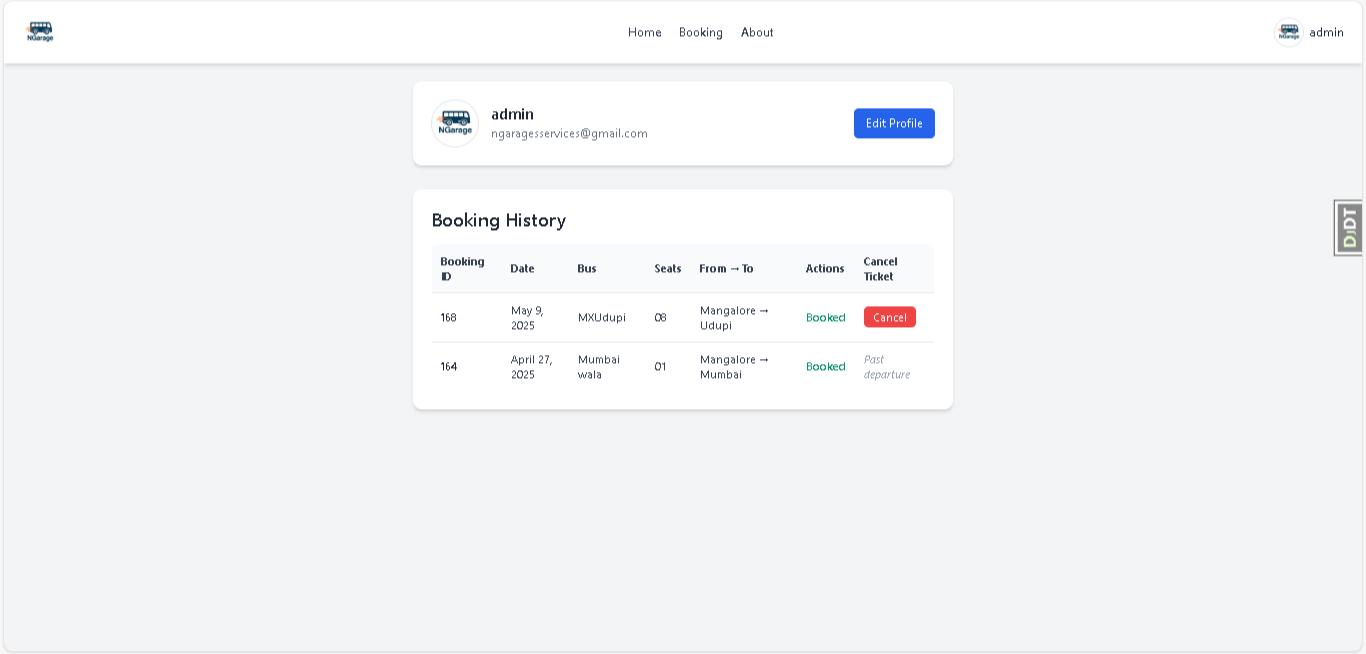 NGarage
Home Booking About
NGarage
admin
NGarage
admin
ngaragesservices@gmail.com
Edit Profile
DJDT
Booking History
Booking ID Date Bus Seats From → To Actions Cancel Ticket
168 May 9, 2025 MXUdupi 08 Mangalore → Udupi Booked Cancel
164 April 27, 2025 Mumbai wala 01 Mangalore → Mumbai Booked Past departure